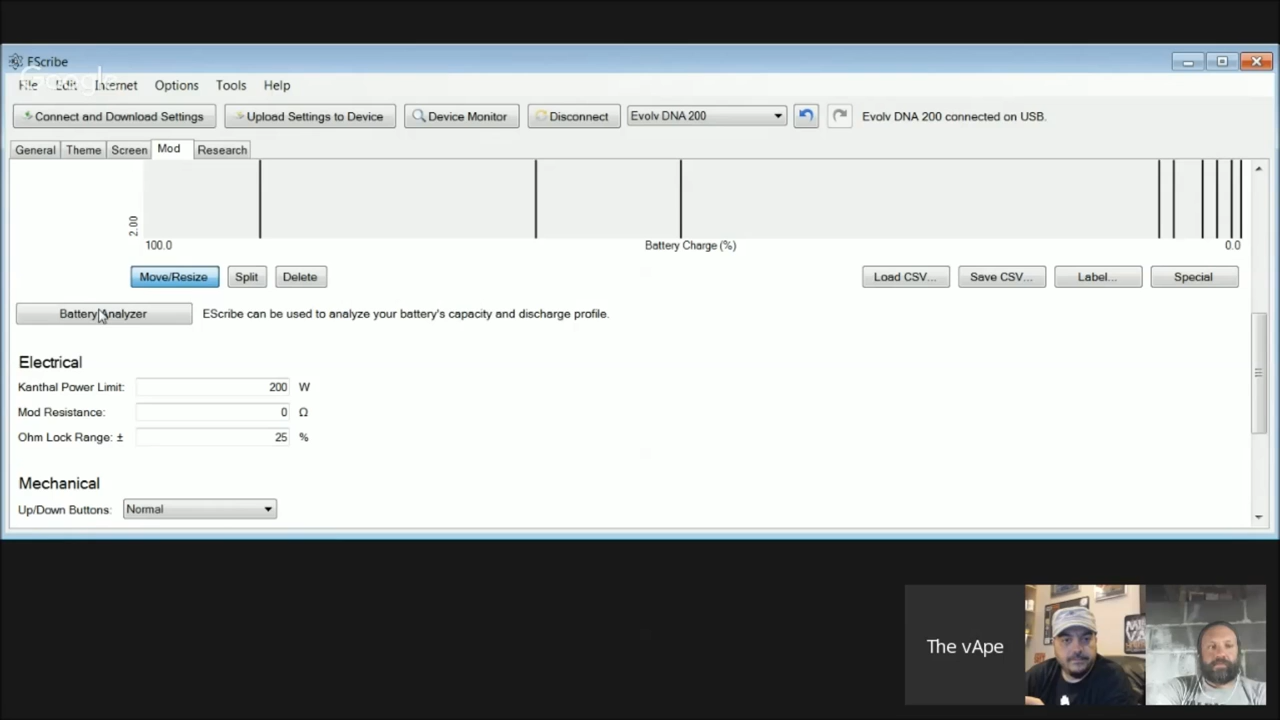 EScribe
Google
File Edit Internet Options Tools Help
Connect and Download Settings Upload Settings to Device Device Monitor Disconnect Evolv DNA 200 Evolv DNA 200 connected on USB.
General Theme Screen Mod Research
2.00
100.0 Battery Charge (%) 0.0
Move/Resize Split Delete Load CSV... Save CSV... Label... Special
Battery Analyzer EScribe can be used to analyze your battery's capacity and discharge profile.
Electrical
Kanthal Power Limit: 200 W
Mod Resistance: 0 Ω
Ohm Lock Range: ± 25 %
Mechanical
Up/Down Buttons: Normal
The vApe